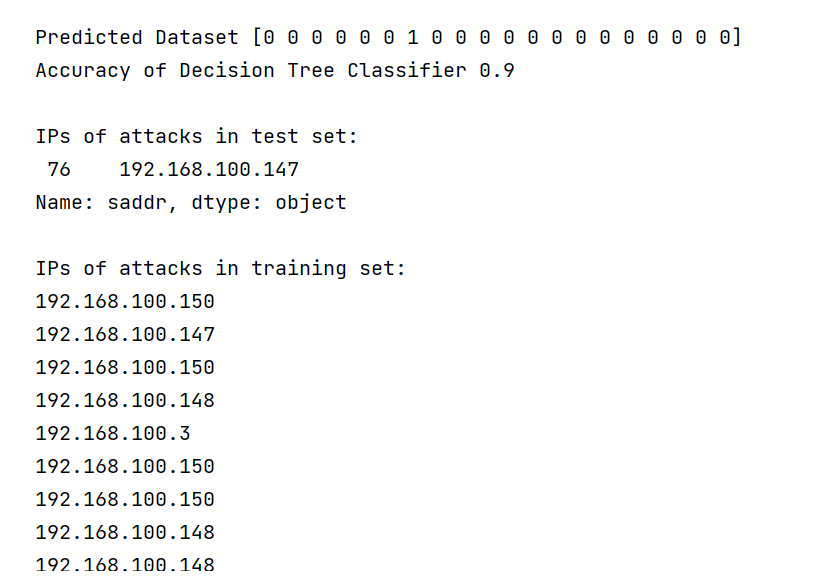 Predicted Dataset [0 0 0 0 0 0 1 0 0 0 0 0 0 0 0 0 0 0 0 0]
Accuracy of Decision Tree Classifier 0.9
IPs of attacks in test set:
76    192.168.100.147
Name: saddr, dtype: object
IPs of attacks in training set:
192.168.100.150
192.168.100.147
192.168.100.150
192.168.100.148
192.168.100.3
192.168.100.150
192.168.100.150
192.168.100.148
192.168.100.148